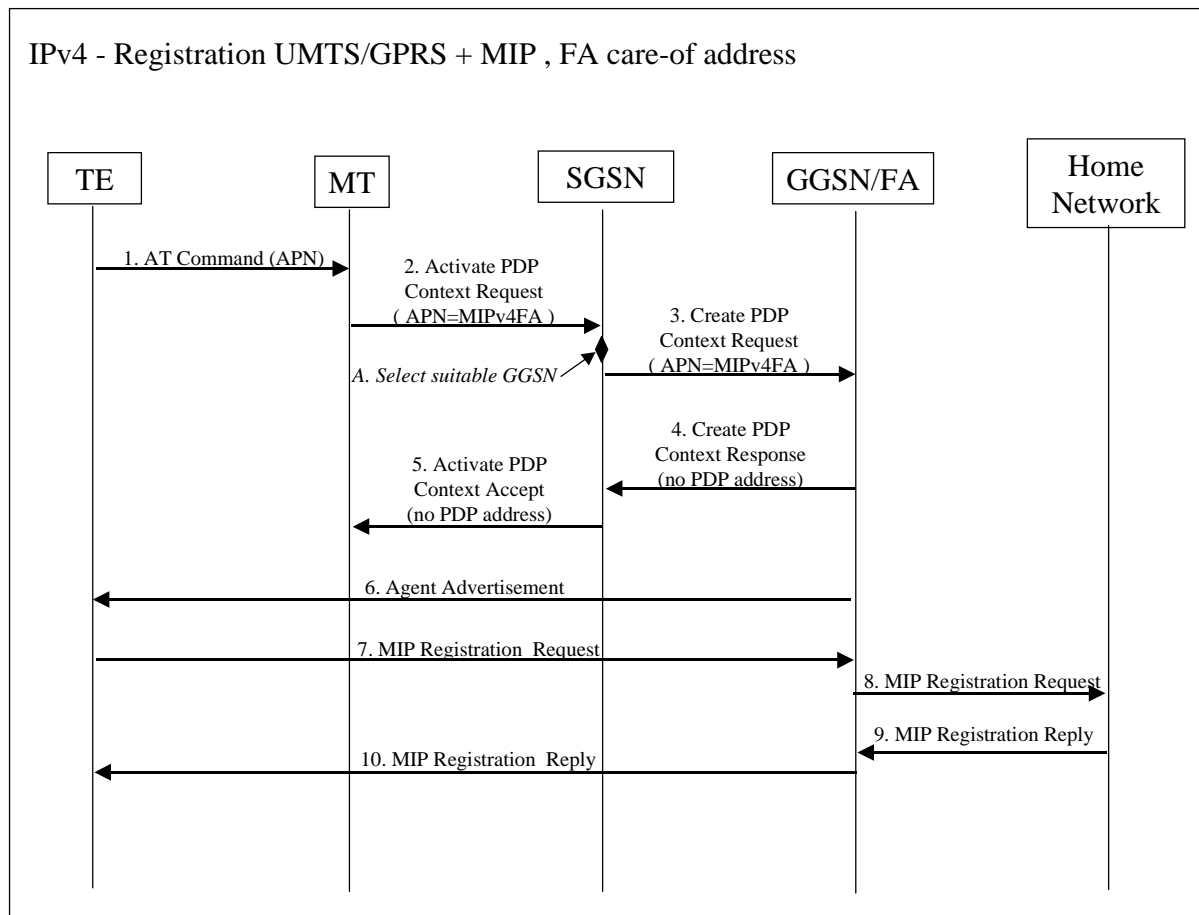 IPv4 - Registration UMTS/GPRS + MIP , FA care-of address
TE
MT
SGSN
GGSN/FA
Home
Network
1. AT Command (APN)
2. Activate PDP
Context Request
( APN=MIPv4FA )
A. Select suitable GGSN
3. Create PDP
Context Request
( APN=MIPv4FA )
4. Create PDP
Context Response
(no PDP address)
5. Activate PDP
Context Accept
(no PDP address)
6. Agent Advertisement
7. MIP Registration Request
8. MIP Registration Request
9. MIP Registration Reply
10. MIP Registration Reply